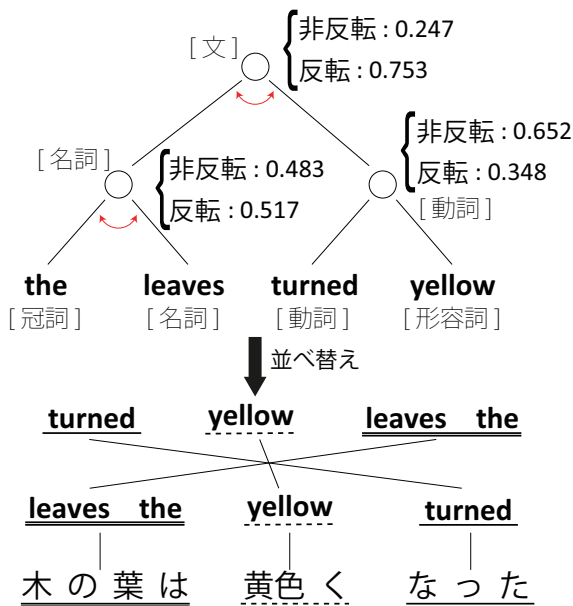 [文]
非反転 : 0.247
反転 : 0.753
[名詞]
非反転 : 0.483
反転 : 0.517
非反転 : 0.652
反転 : 0.348
[動詞]
the leaves turned yellow
[冠詞] [名詞] [動詞] [形容詞]
並べ替え
turned yellow leaves the
leaves the yellow turned
木の葉は 黄色く なった